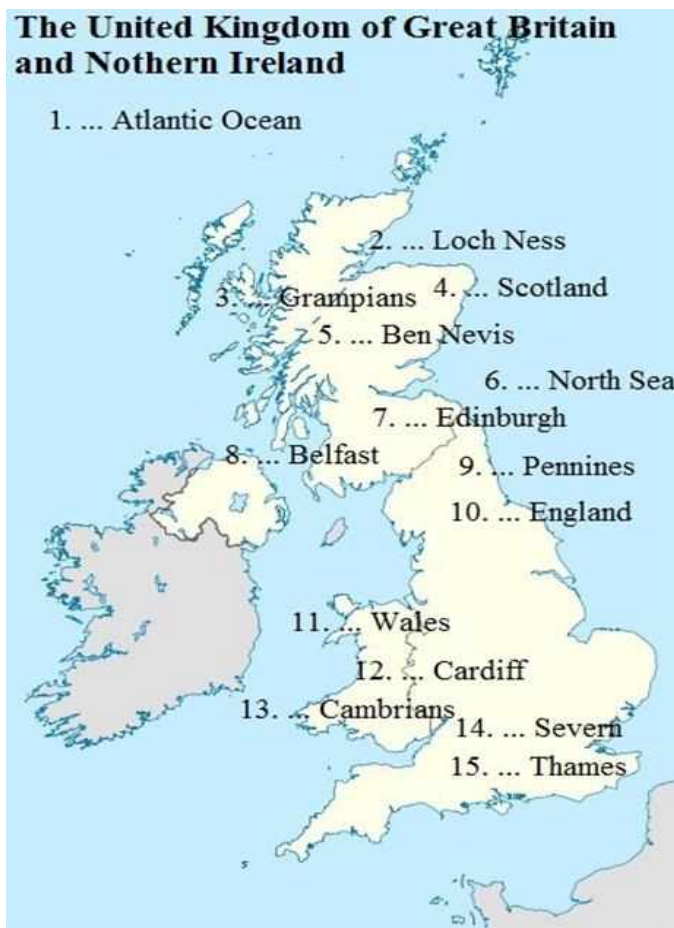 The United Kingdom of Great Britain
and Nothern Ireland
1. ... Atlantic Ocean
2. ... Loch Ness
3. ... Grampians
4. ... Scotland
5. ... Ben Nevis
6. ... North Sea
7. ... Edinburgh
8. ... Belfast
9. ... Pennines
10. ... England
11. ... Wales
12. ... Cardiff
13. ... Cambrians
14. ... Severn
15. ... Thames